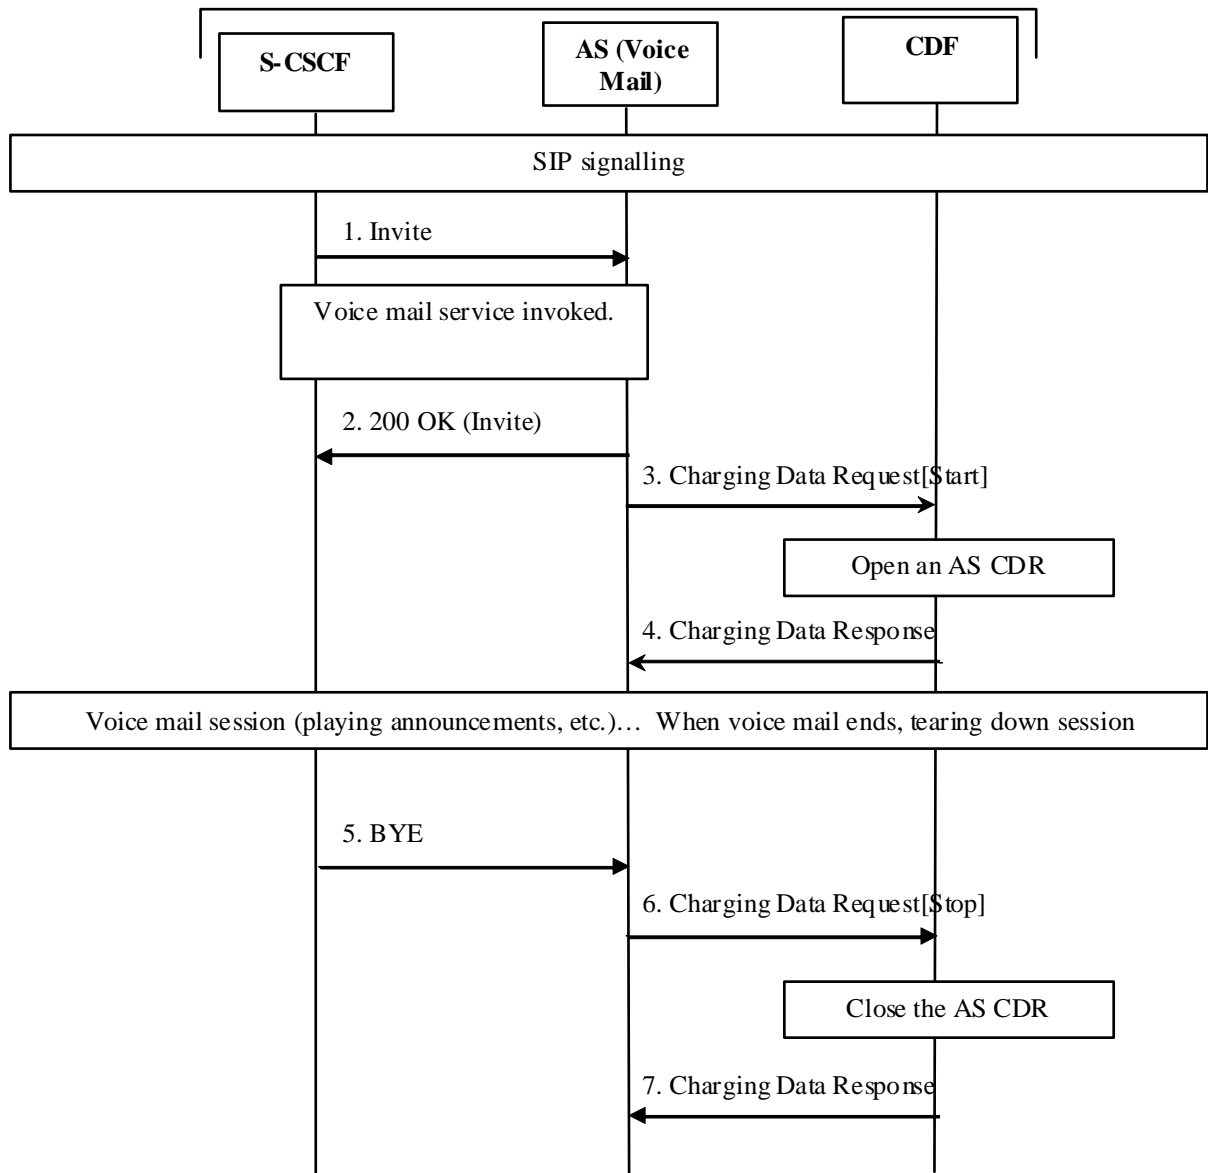 S-CSCF
AS (Voice
Mail)
CDF
SIP signalling
1. Invite
Voice mail service invoked.
2. 200 OK (Invite)
3. Charging Data Request[Start]
Open an AS CDR
4. Charging Data Response
Voice mail session (playing announcements, etc.)… When voice mail ends, tearing down session
5. BYE
6. Charging Data Request[Stop]
Close the AS CDR
7. Charging Data Response